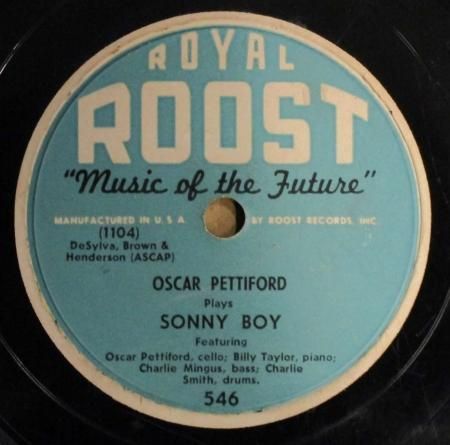 ROYAL
ROOST
"Music of the Future"
MANUFACTURED IN U. S. A. BY ROOST RECORDS, INC.
(1104)
DeSylva, Brown &
Henderson (ASCAP)
OSCAR PETTIFORD
Plays
SONNY BOY
Featuring
Oscar Pettiford, cello; Billy Taylor, piano;
Charlie Mingus, bass; Charlie
Smith, drums.
546